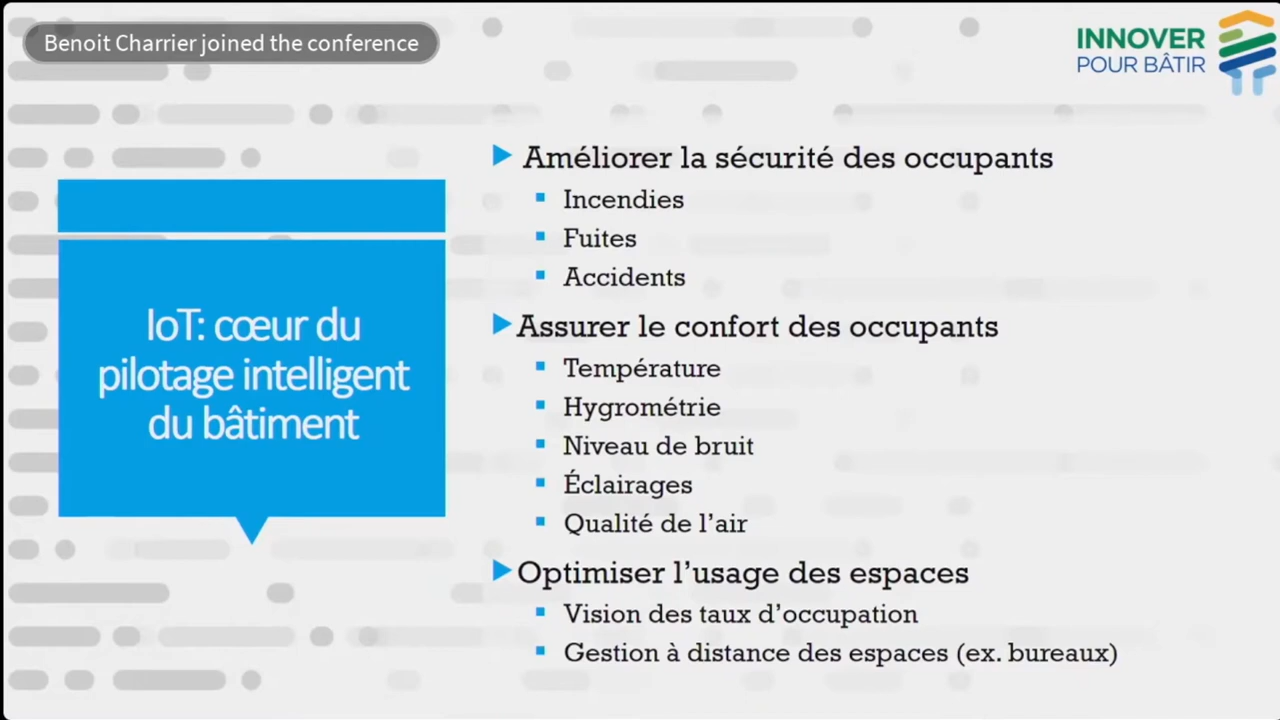 Benoit Charrier joined the conference
INNOVER
POUR BÂTIR
IoT: cœur du
pilotage intelligent
du bâtiment
Améliorer la sécurité des occupants
Incendies
Fuites
Accidents
Assurer le confort des occupants
Température
Hygrométrie
Niveau de bruit
Éclairages
Qualité de l’air
Optimiser l’usage des espaces
Vision des taux d’occupation
Gestion à distance des espaces (ex. bureaux)